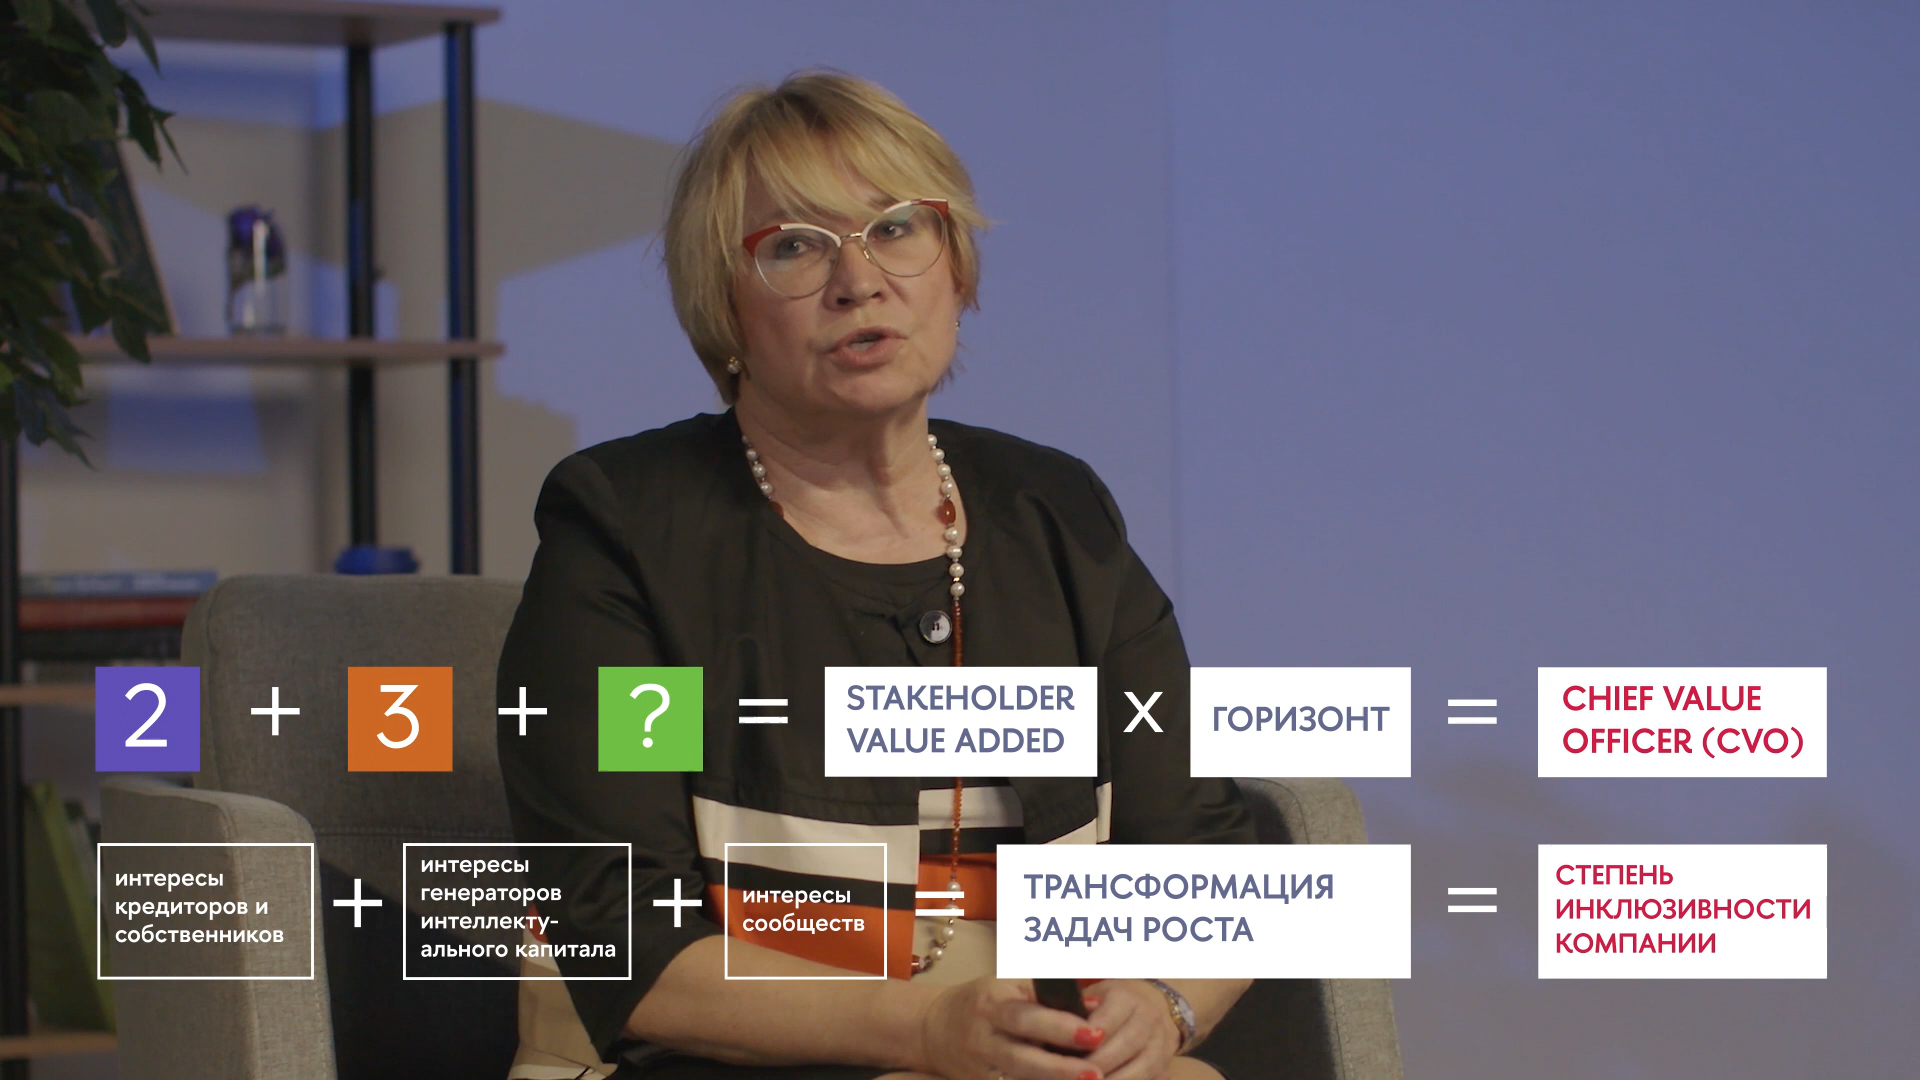 2 + 3 + ? = STAKEHOLDER VALUE ADDED x ГОРИЗОНТ = CHIEF VALUE OFFICER (CVO)
интересы
кредиторов и
собственников
+
интересы
генераторов
интеллекту-
ального капитала
+
интересы
сообществ
=
ТРАНСФОРМАЦИЯ
ЗАДАЧ РОСТА
=
СТЕПЕНЬ
ИНКЛЮЗИВНОСТИ
КОМПАНИИ